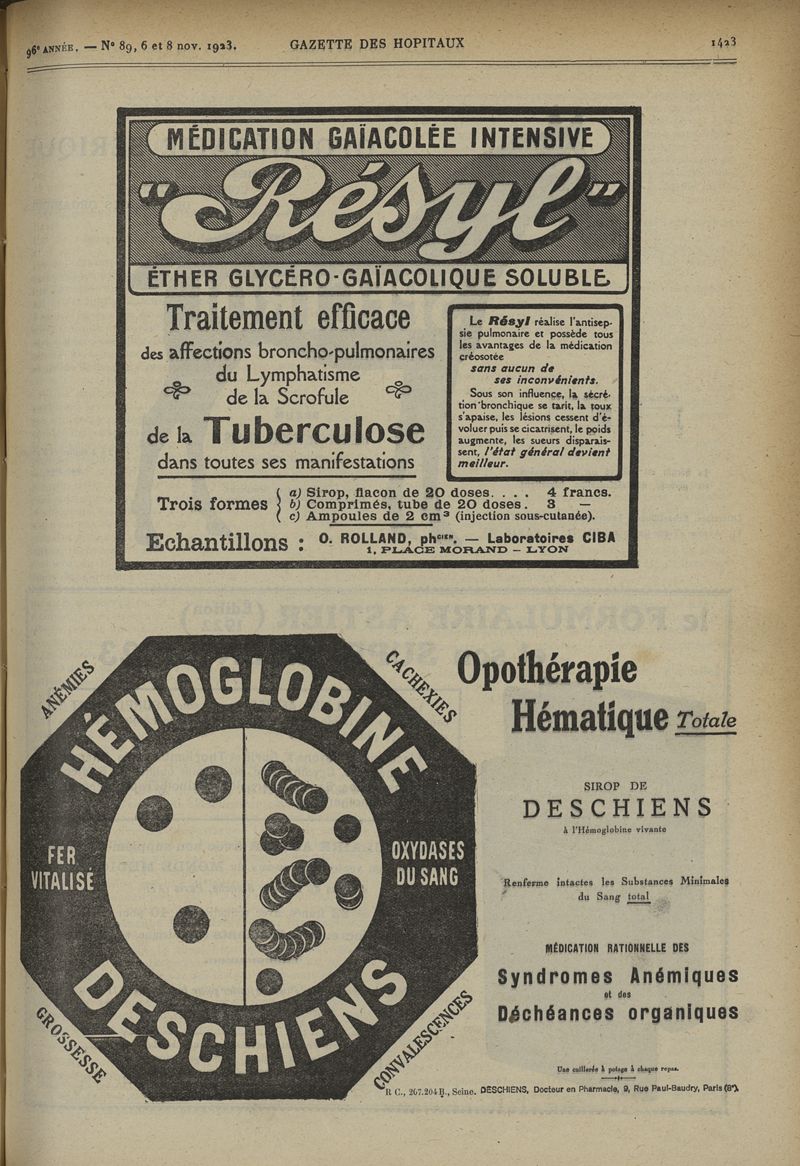 96e ANNÉE. — N° 89, 6 et 8 nov. 1923. GAZETTE DES HOPITAUX 1423
MÉDICATION GAÏACOLÉE INTENSIVE
"Résyl"
ÉTHER GLYCÉRO-GAÏACOLIQUE SOLUBLE
Traitement efficace
des affections broncho-pulmonaires
du Lymphatisme
de la Scrofule
de la Tuberculose
dans toutes ses manifestations
Le Résyl réalise l'antisep-
sie pulmonaire et possède tous
les avantages de la médication
créosotée
sans aucun de
ses inconvénients.
Sous son influence, la sécré-
tion bronchique se tarit, la toux
s'apaise, les lésions cessent d'é-
voluer puis se cicatrisent, le poids
augmente, les sueurs disparais-
sent, l'état général devient
meilleur.
Trois formes
a) Sirop, flacon de 20 doses. . . . 4 francs.
b) Comprimés, tube de 20 doses. 3 —
c) Ampoules de 2 cm³ (injection sous-cutanée).
Echantillons : O. ROLLAND, phcien. — Laboratoires CIBA
1, PLACE MORAND - LYON
ANÉMIES
CACHEXIES
HÉMOGLOBINE
FER
VITALISÉ
OXYDASES
DU SANG
DESCHIENS
GROSSESSE
CONVALESCENCES
Opothérapie
Hématique Totale
SIROP DE
DESCHIENS
à l'Hémoglobine vivante
Renferme intactes les Substances Minimales
du Sang total
MÉDICATION RATIONNELLE DES
Syndromes Anémiques
et des
Déchéances organiques
Une cuillerée à potage à chaque repas.
R C., 207.204 B., Seine. DESCHIENS, Docteur en Pharmacie, 9, Rue Paul-Baudry, Paris (8e).